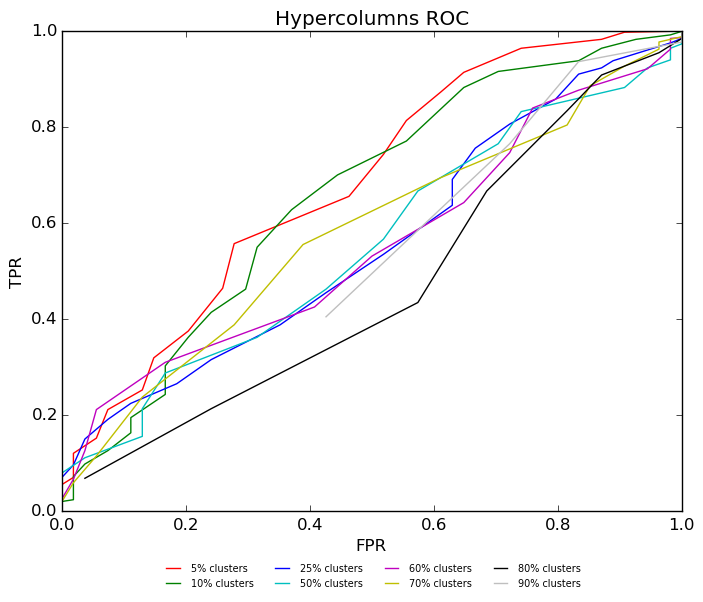 Hypercolumns ROC
1.0
0.8
0.6
0.4
0.2
0.0
TPR
0.0 0.2 0.4 0.6 0.8 1.0
FPR
5% clusters 25% clusters 60% clusters 80% clusters
10% clusters 50% clusters 70% clusters 90% clusters